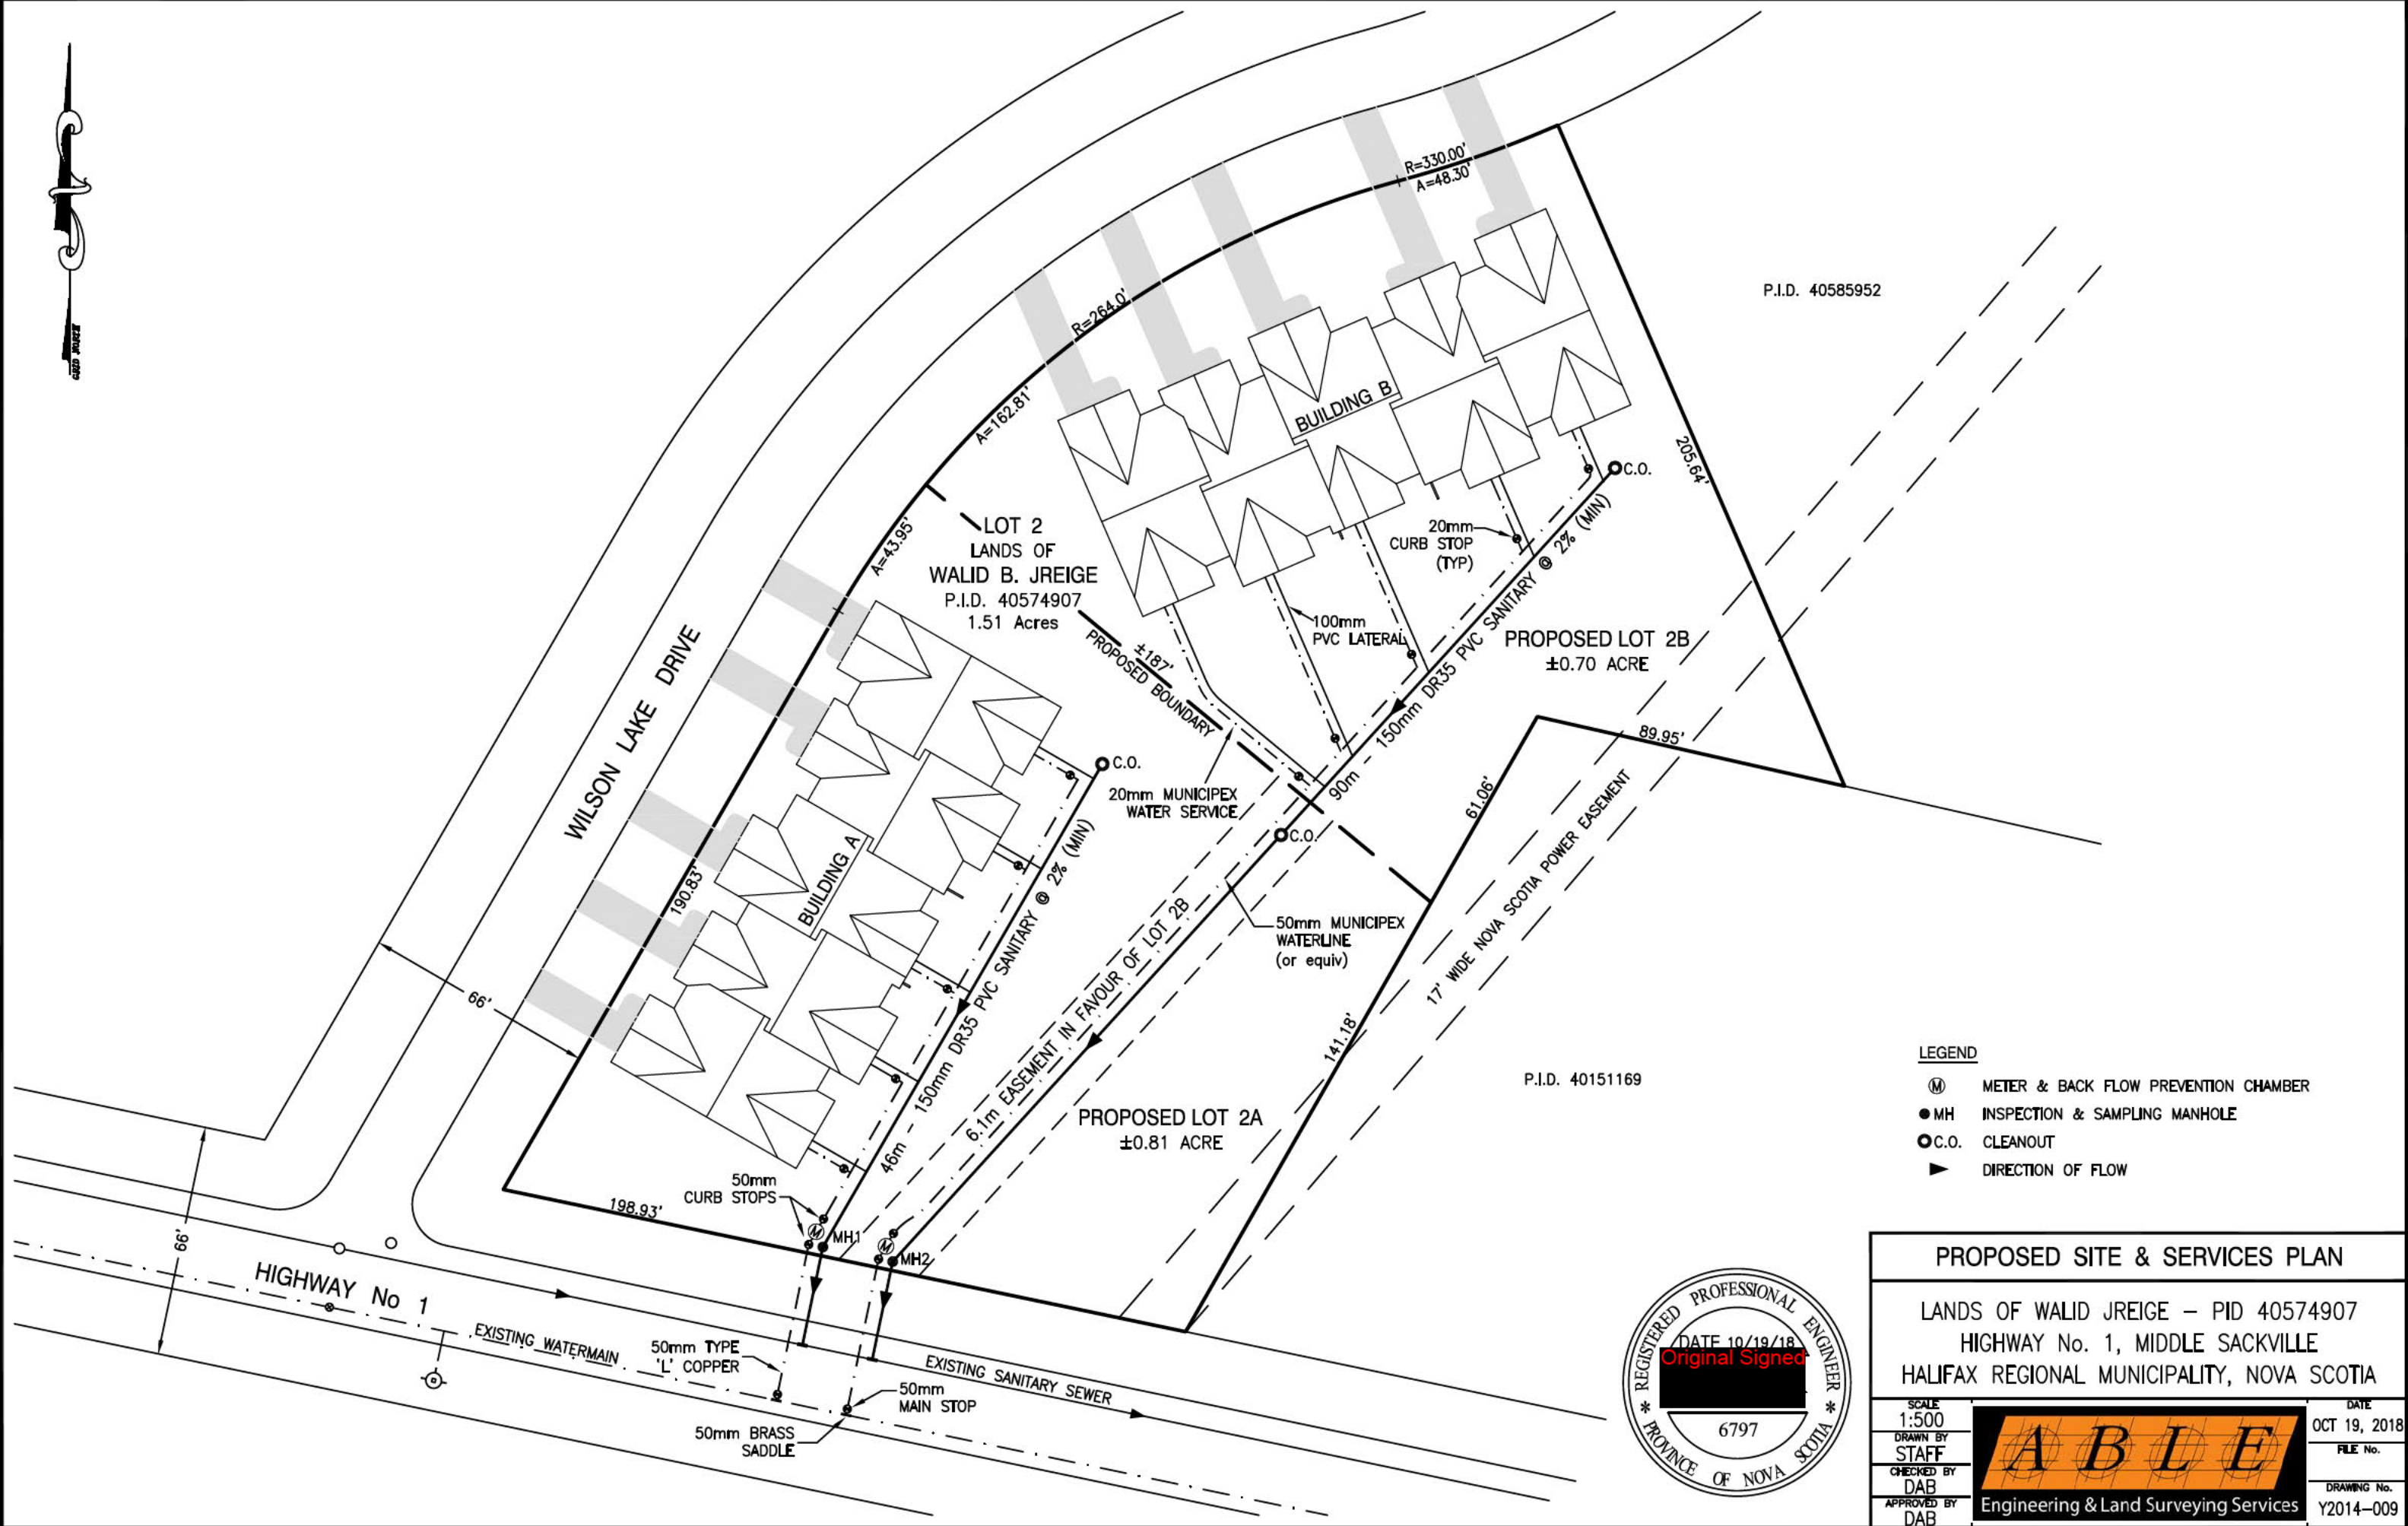 GRID NORTH
R=330.00'
A=48.30'
R=264.0'
A=162.81'
A=43.95'
P.I.D. 40585952
BUILDING B
205.64'
C.O.
LOT 2
LANDS OF
WALID B. JREIGE
P.I.D. 40574907
1.51 Acres
20mm
CURB STOP
(TYP)
100mm
PVC LATERAL
±187'
PROPOSED BOUNDARY
90m - 150mm DR35 PVC SANITARY @ 2% (MIN)
PROPOSED LOT 2B
±0.70 ACRE
WILSON LAKE DRIVE
89.95'
61.06'
C.O.
20mm MUNICIPEX
WATER SERVICE
C.O.
BUILDING A
190.83'
66'
46m - 150mm DR35 PVC SANITARY @ 2% (MIN)
50mm MUNICIPEX
WATERLINE
(or equiv)
6.1m EASEMENT IN FAVOUR OF LOT 2B
17' WIDE NOVA SCOTIA POWER EASEMENT
141.18'
P.I.D. 40151169
PROPOSED LOT 2A
±0.81 ACRE
50mm
CURB STOPS
198.93'
M
MH1
M
MH2
66'
HIGHWAY No 1
EXISTING WATERMAIN
50mm TYPE
'L' COPPER
EXISTING SANITARY SEWER
50mm
MAIN STOP
50mm BRASS
SADDLE
LEGEND
M METER & BACK FLOW PREVENTION CHAMBER
MH INSPECTION & SAMPLING MANHOLE
C.O. CLEANOUT
DIRECTION OF FLOW
REGISTERED PROFESSIONAL ENGINEER
DATE 10/19/18
Original Signed
6797
* PROVINCE OF NOVA SCOTIA *
PROPOSED SITE & SERVICES PLAN
LANDS OF WALID JREIGE – PID 40574907
HIGHWAY No. 1, MIDDLE SACKVILLE
HALIFAX REGIONAL MUNICIPALITY, NOVA SCOTIA
SCALE
1:500
DRAWN BY
STAFF
CHECKED BY
DAB
APPROVED BY
DAB
ABLE
Engineering & Land Surveying Services
DATE
OCT 19, 2018
FILE No.
DRAWING No.
Y2014-009